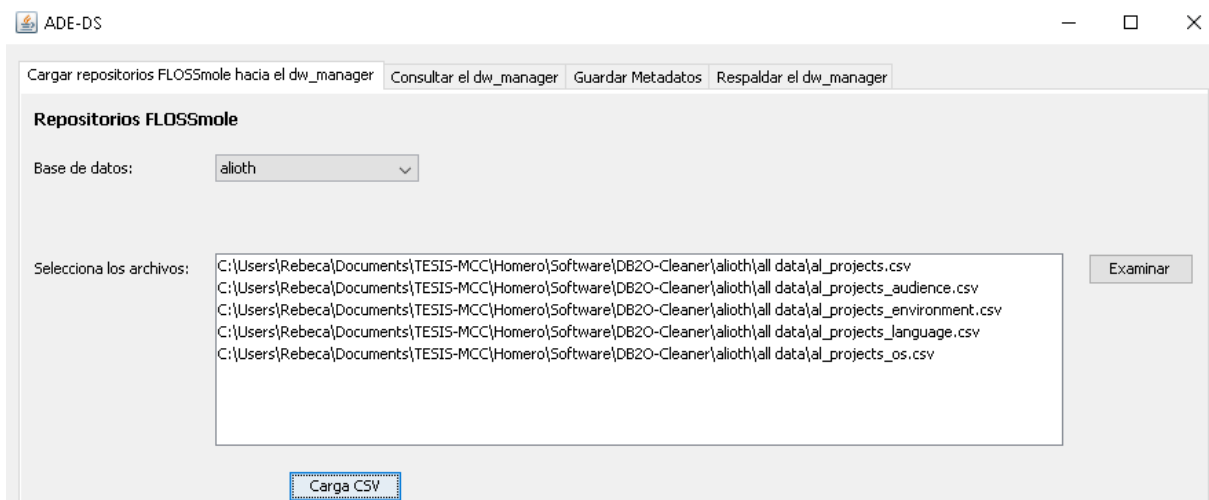 ADE-DS
Cargar repositorios FLOSSmole hacia el dw_manager Consultar el dw_manager Guardar Metadatos Respaldar el dw_manager
Repositorios FLOSSmole
Base de datos: alioth
Selecciona los archivos: C:\Users\Rebeca\Documents\TESIS-MCC\Homero\Software\DB2O-Cleaner\alioth\all data\al_projects.csv Examinar
C:\Users\Rebeca\Documents\TESIS-MCC\Homero\Software\DB2O-Cleaner\alioth\all data\al_projects_audience.csv
C:\Users\Rebeca\Documents\TESIS-MCC\Homero\Software\DB2O-Cleaner\alioth\all data\al_projects_environment.csv
C:\Users\Rebeca\Documents\TESIS-MCC\Homero\Software\DB2O-Cleaner\alioth\all data\al_projects_language.csv
C:\Users\Rebeca\Documents\TESIS-MCC\Homero\Software\DB2O-Cleaner\alioth\all data\al_projects_os.csv
Carga CSV